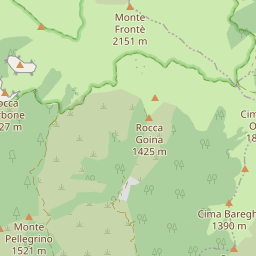 Monte
Frontè
2151 m
Rocca
Goina
1425 m
Cima Baregh
1390 m
Monte
Pellegrino
1521 m